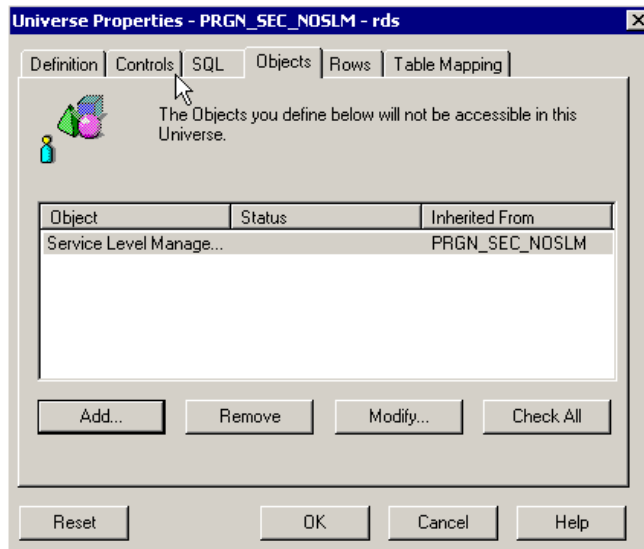 Universe Properties - PRGN_SEC_NOSLM - rds
Definition Controls SQL Objects Rows Table Mapping
The Objects you define below will not be accessible in this
Universe.
Object Status Inherited From
Service Level Manage... PRGN_SEC_NOSLM
Add... Remove Modify... Check All
Reset OK Cancel Help